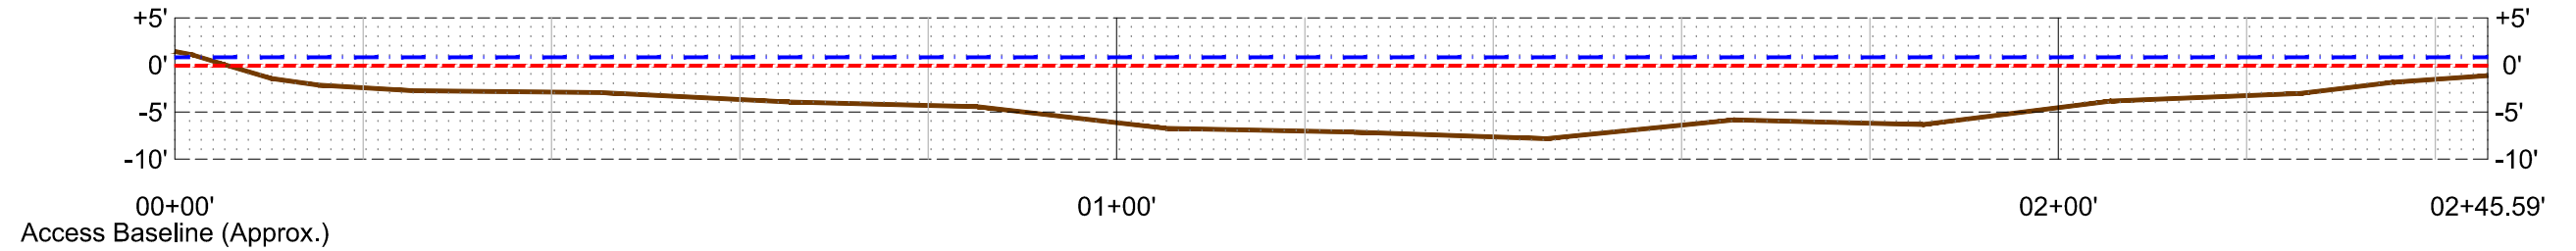 +5' +5'
0' 0'
-5' -5'
-10' -10'
00+00' 01+00' 02+00' 02+45.59'
Access Baseline (Approx.)